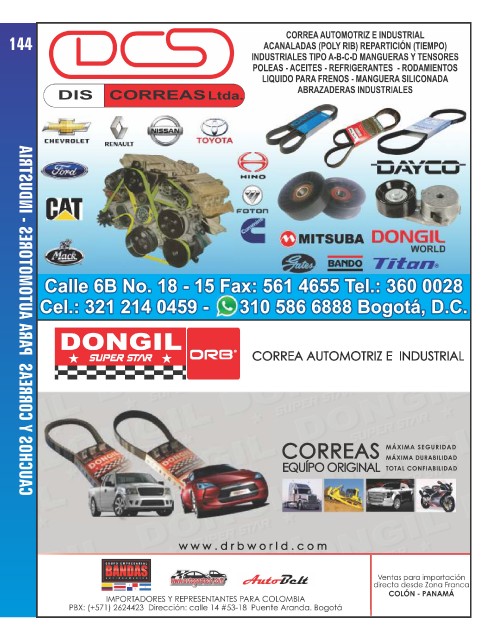 144
CAUCHOS Y CORREAS PARA AUTOMOTORES - INDUSTRIA
DCS
DIS CORREAS Ltda.
CORREA AUTOMOTRIZ E INDUSTRIAL
ACANALADAS (POLY RIB) REPARTICIÓN (TIEMPO)
INDUSTRIALES TIPO A-B-C-D MANGUERAS Y TENSORES
POLEAS - ACEITES - REFRIGERANTES - RODAMIENTOS
LIQUIDO PARA FRENOS - MANGUERA SILICONADA
ABRAZADERAS INDUSTRIALES
CHEVROLET
RENAULT
NISSAN
TOYOTA
Ford
HINO
CAT
FOTON
Mack
DAYCO
MITSUBA
DONGIL
WORLD
Gates
BANDO
Titan
Calle 6B No. 18 - 15 Fax: 561 4655 Tel.: 360 0028
Cel.: 321 214 0459 - 310 586 6888 Bogotá, D.C.
DONGIL
SUPER STAR
DRB
CORREA AUTOMOTRIZ E INDUSTRIAL
DONGIL
CORREAS
EQUIPO ORIGINAL
MÁXIMA SEGURIDAD
MÁXIMA DURABILIDAD
TOTAL CONFIABILIDAD
www.drbworld.com
GRUPO EMPRESARIAL
BANDAS
AutoBelt
IMPORTADORES Y REPRESENTANTES PARA COLOMBIA
PBX: (+571) 2624423 Dirección: calle 14 #53-18 Puente Aranda. Bogotá
Ventas para importación
directa desde Zona Franca
COLÓN - PANAMÁ